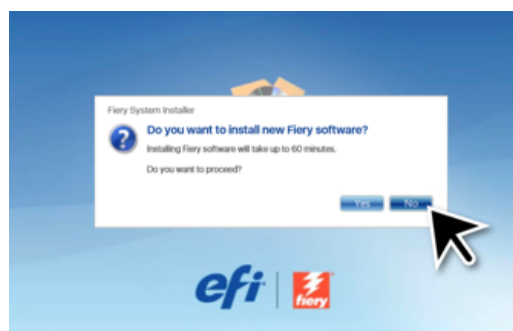 Fiery System Installer
Do you want to install new Fiery software?
Installing Fiery software will take up to 60 minutes.
Do you want to proceed?
Yes No
efi fiery